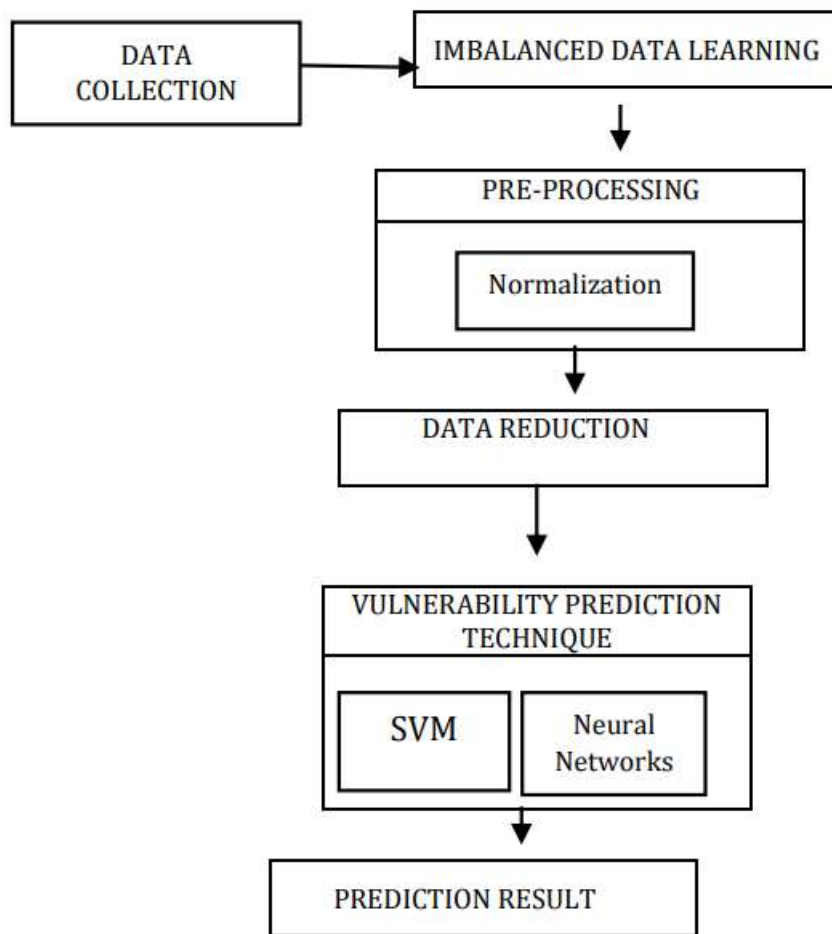 DATA
COLLECTION
IMBALANCED DATA LEARNING
PRE-PROCESSING
Normalization
DATA REDUCTION
VULNERABILITY PREDICTION
TECHNIQUE
SVM
Neural
Networks
PREDICTION RESULT